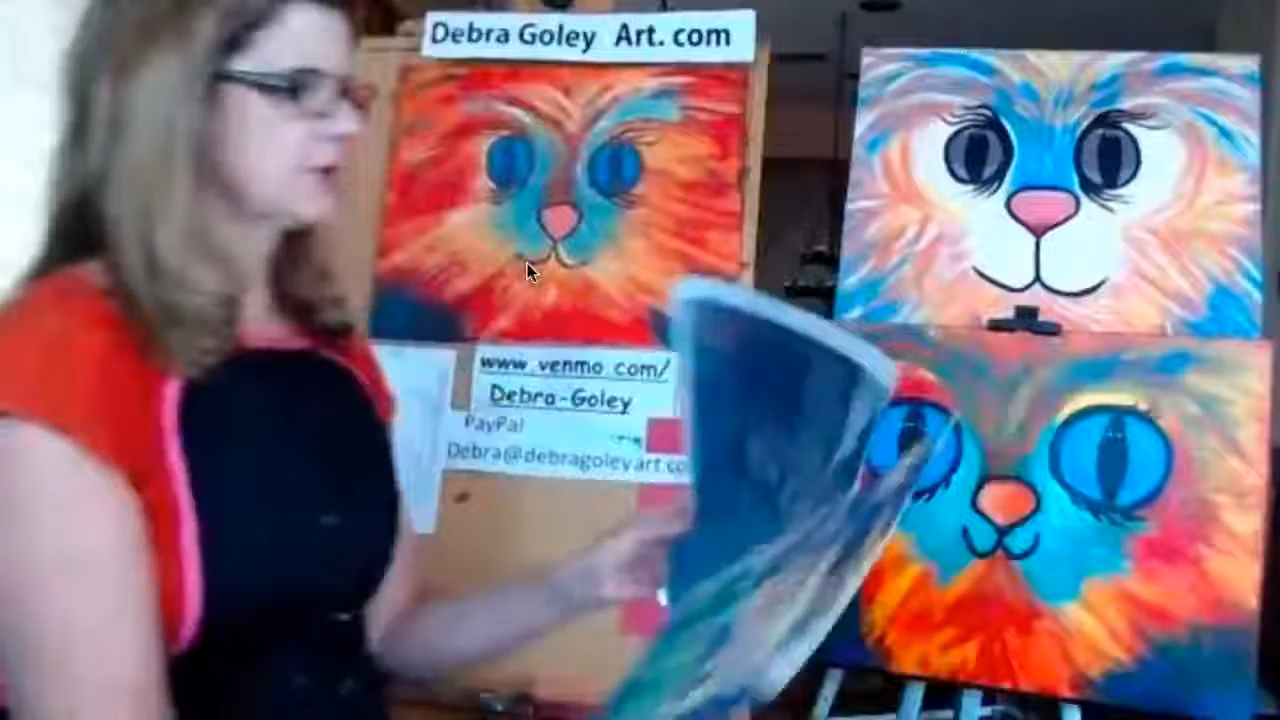 Debra Goley Art. com
www venmo com/
Debra-Goley
PayPal
Debra@debragoleyart.co